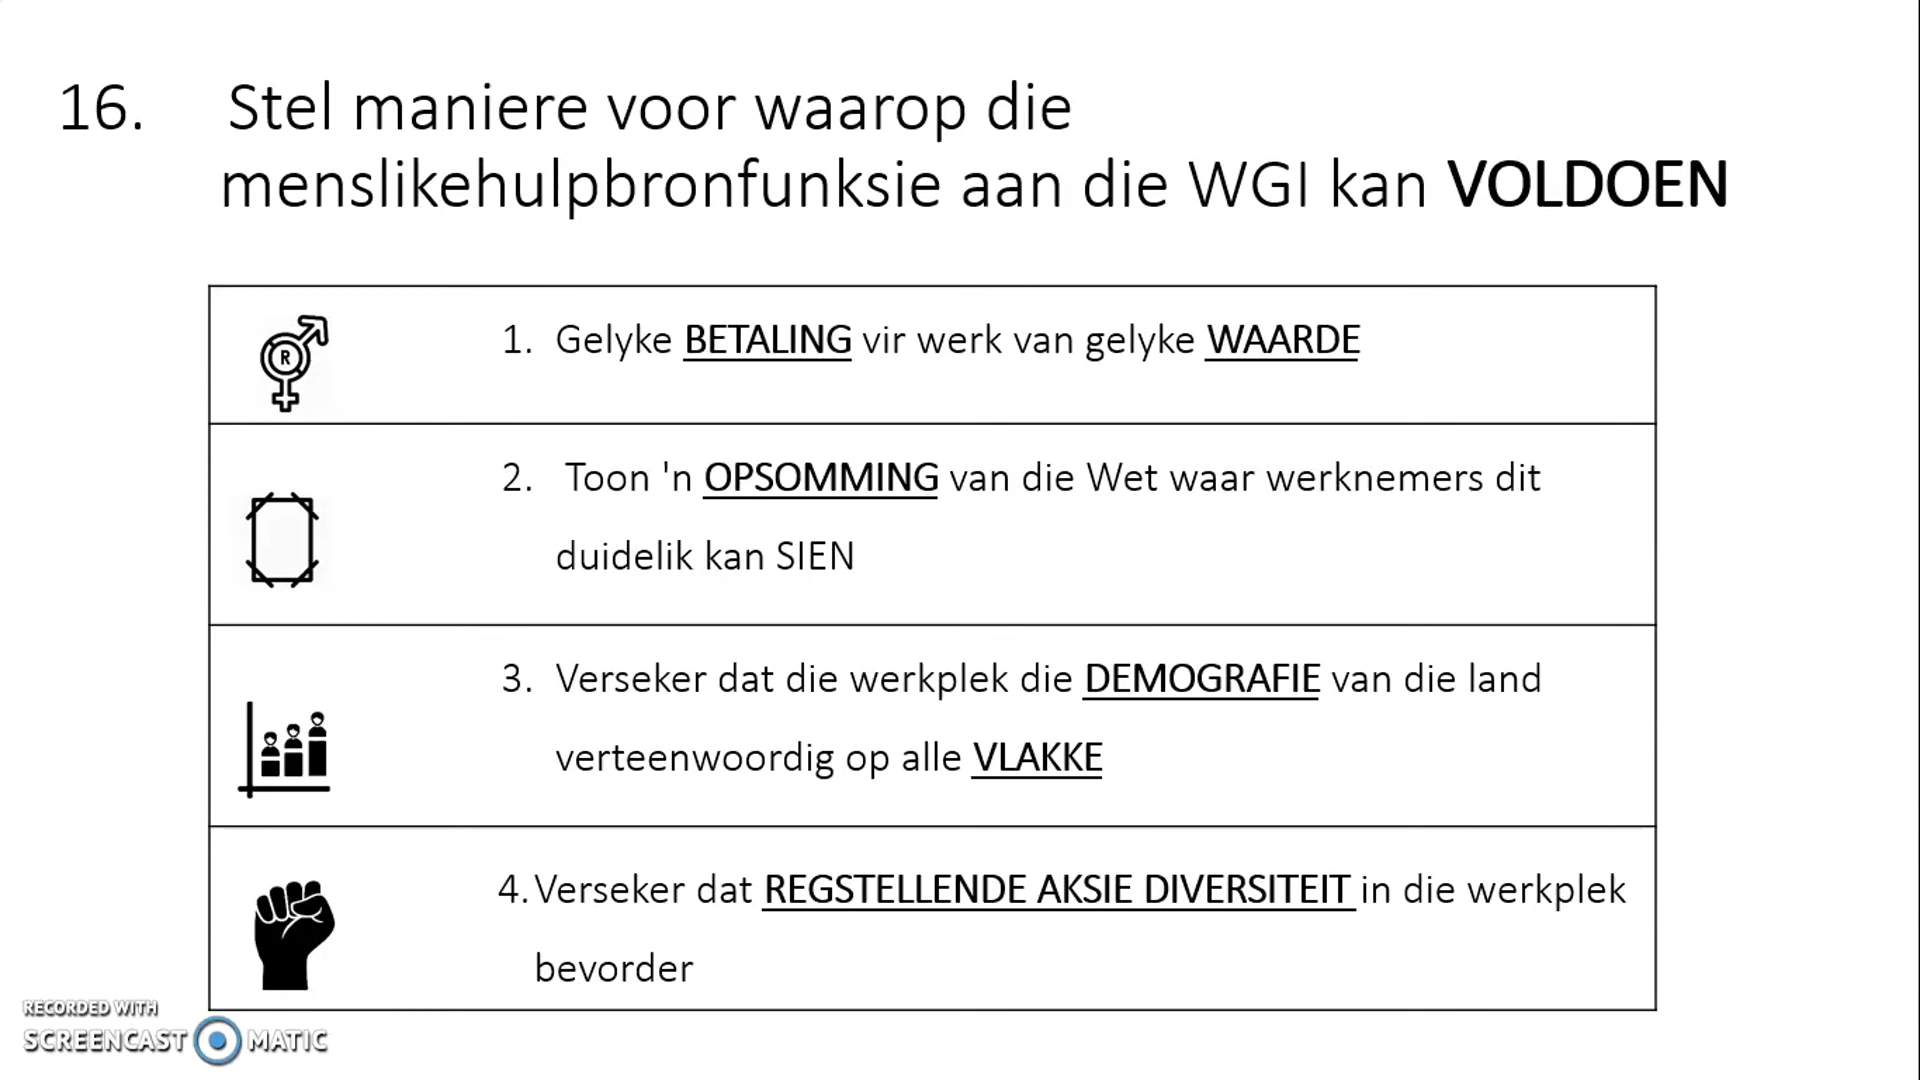 16. Stel maniere voor waarop die
menslikehulpbronfunksie aan die WGI kan VOLDOEN
R
1. Gelyke BETALING vir werk van gelyke WAARDE
2. Toon 'n OPSOMMING van die Wet waar werknemers dit
duidelik kan SIEN
3. Verseker dat die werkplek die DEMOGRAFIE van die land
verteenwoordig op alle VLAKKE
4. Verseker dat REGSTELLENDE AKSIE DIVERSITEIT in die werkplek
bevorder
RECORDED WITH
SCREENCAST MATIC